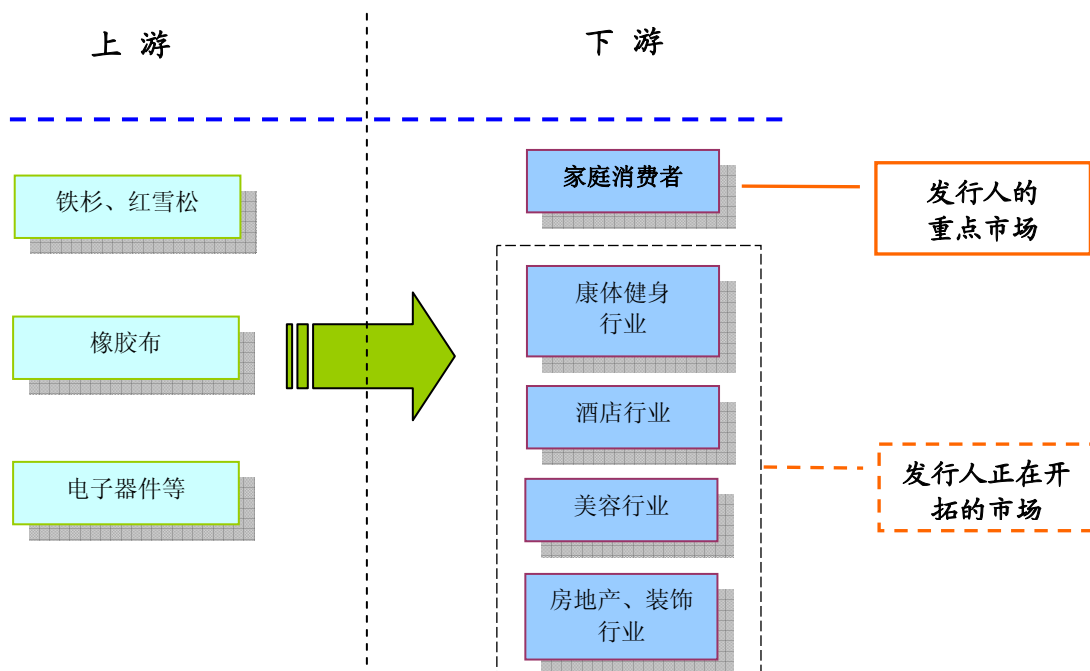 上 游
下 游
铁杉、红雪松
橡胶布
电子器件等
家庭消费者
康体健身
行业
酒店行业
美容行业
房地产、装饰
行业
发行人的
重点市场
发行人正在开
拓的市场